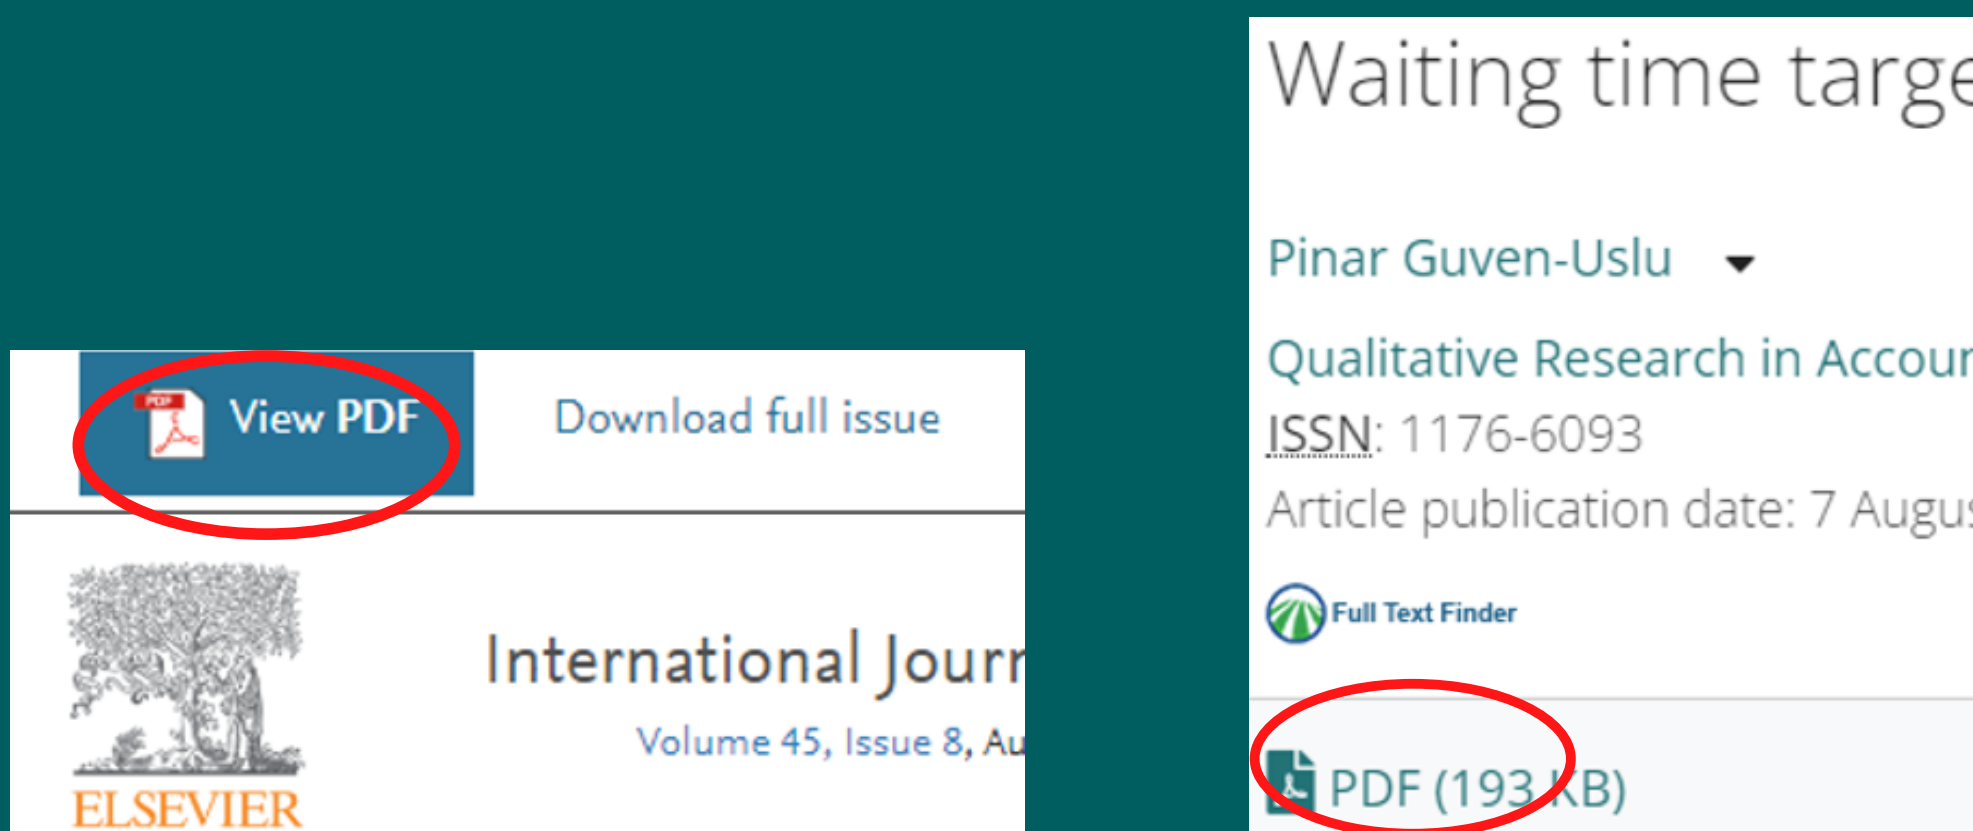 PDF
View PDF
Download full issue
International Jour
Volume 45, Issue 8, Au
ELSEVIER
Waiting time targe
Pinar Guven-Uslu
Qualitative Research in Accour
ISSN: 1176-6093
Article publication date: 7 Augus
Full Text Finder
PDF (193 KB)